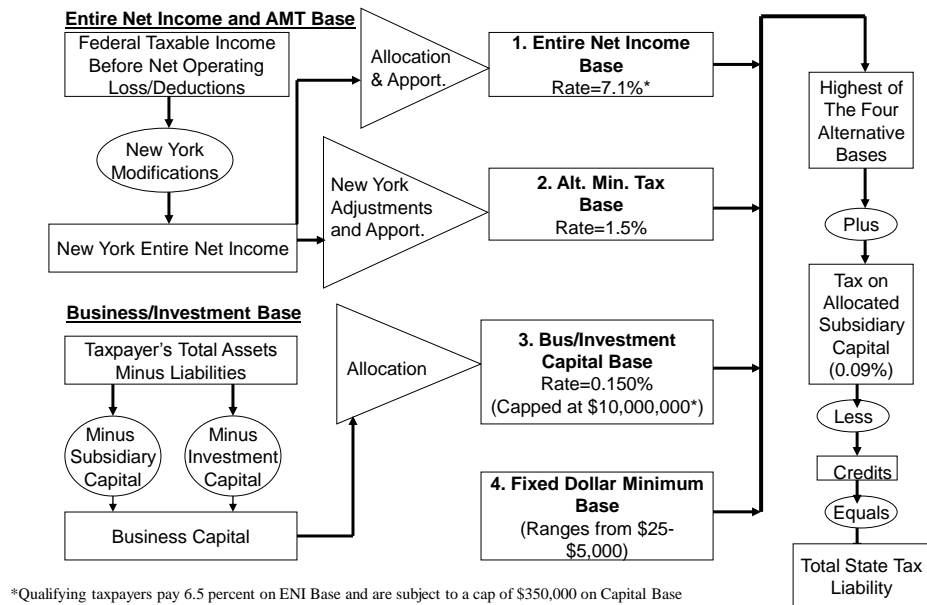 Entire Net Income and AMT Base
Federal Taxable Income
Before Net Operating
Loss/Deductions
New York
Modifications
New York Entire Net Income
Allocation
& Apport.
1. Entire Net Income
Base
Rate=7.1%*
New York
Adjustments
and Apport.
2. Alt. Min. Tax
Base
Rate=1.5%
Business/Investment Base
Taxpayer's Total Assets
Minus Liabilities
Minus
Subsidiary
Capital
Minus
Investment
Capital
Business Capital
Allocation
3. Bus/Investment
Capital Base
Rate=0.150%
(Capped at $10,000,000*)
4. Fixed Dollar Minimum
Base
(Ranges from $25-
$5,000)
Highest of
The Four
Alternative
Bases
Plus
Tax on
Allocated
Subsidiary
Capital
(0.09%)
Less
Credits
Equals
Total State Tax
Liability
*Qualifying taxpayers pay 6.5 percent on ENI Base and are subject to a cap of $350,000 on Capital Base